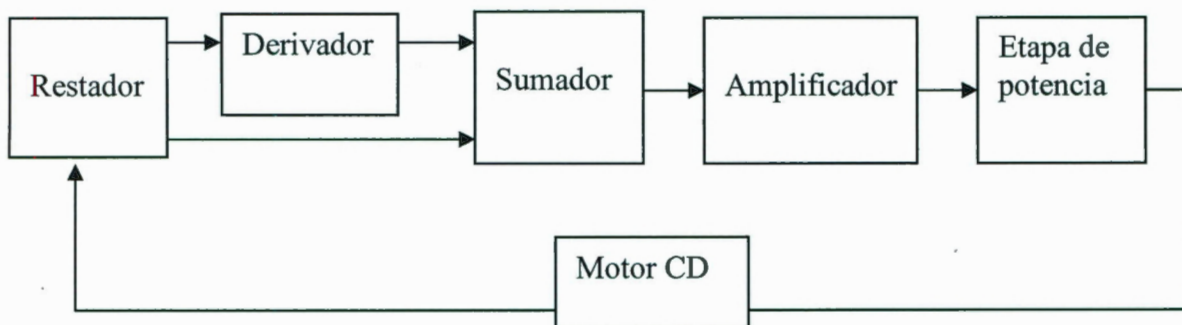 Restador
Derivador
Sumador
Amplificador
Etapa de
potencia
Motor CD